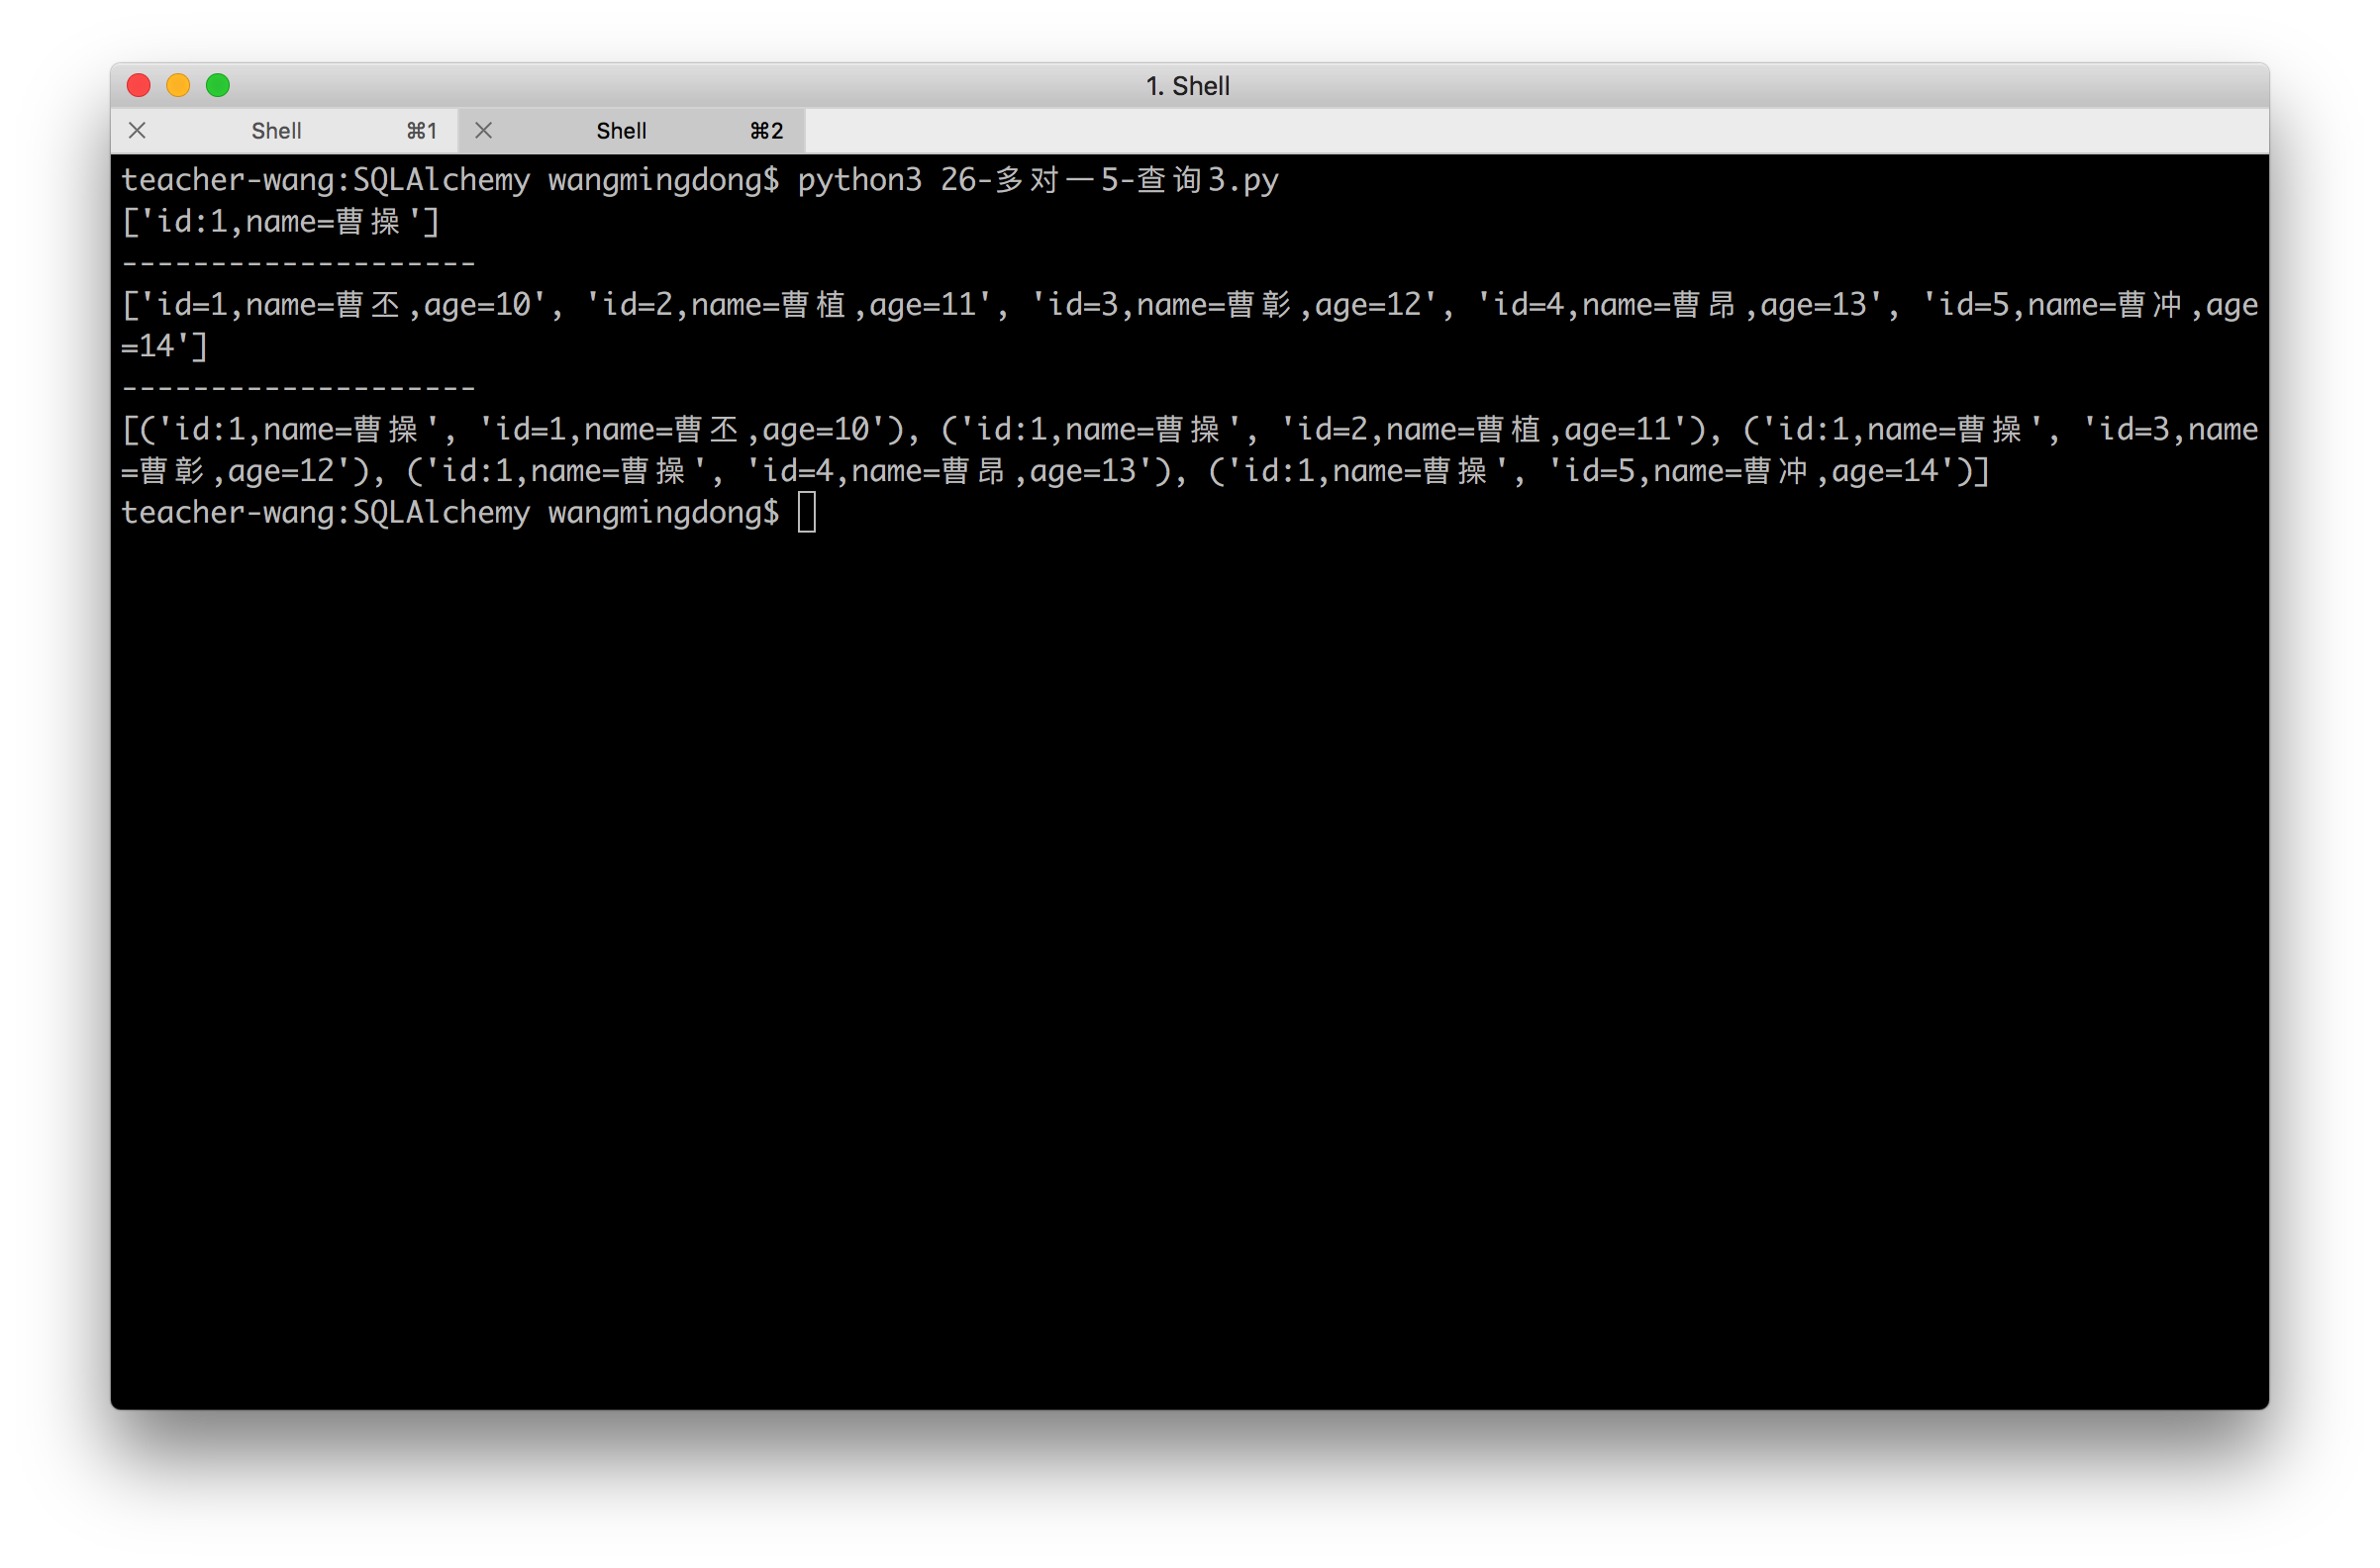 1. Shell
Shell ⌘1 Shell ⌘2
teacher-wang:SQLAlchemy wangmingdong$ python3 26-多对一5-查询3.py
['id:1,name=曹操']
--------------------
['id=1,name=曹丕,age=10', 'id=2,name=曹植,age=11', 'id=3,name=曹彰,age=12', 'id=4,name=曹昂,age=13', 'id=5,name=曹冲,age
=14']
--------------------
[('id:1,name=曹操', 'id=1,name=曹丕,age=10'), ('id:1,name=曹操', 'id=2,name=曹植,age=11'), ('id:1,name=曹操', 'id=3,name
=曹彰,age=12'), ('id:1,name=曹操', 'id=4,name=曹昂,age=13'), ('id:1,name=曹操', 'id=5,name=曹冲,age=14')]
teacher-wang:SQLAlchemy wangmingdong$